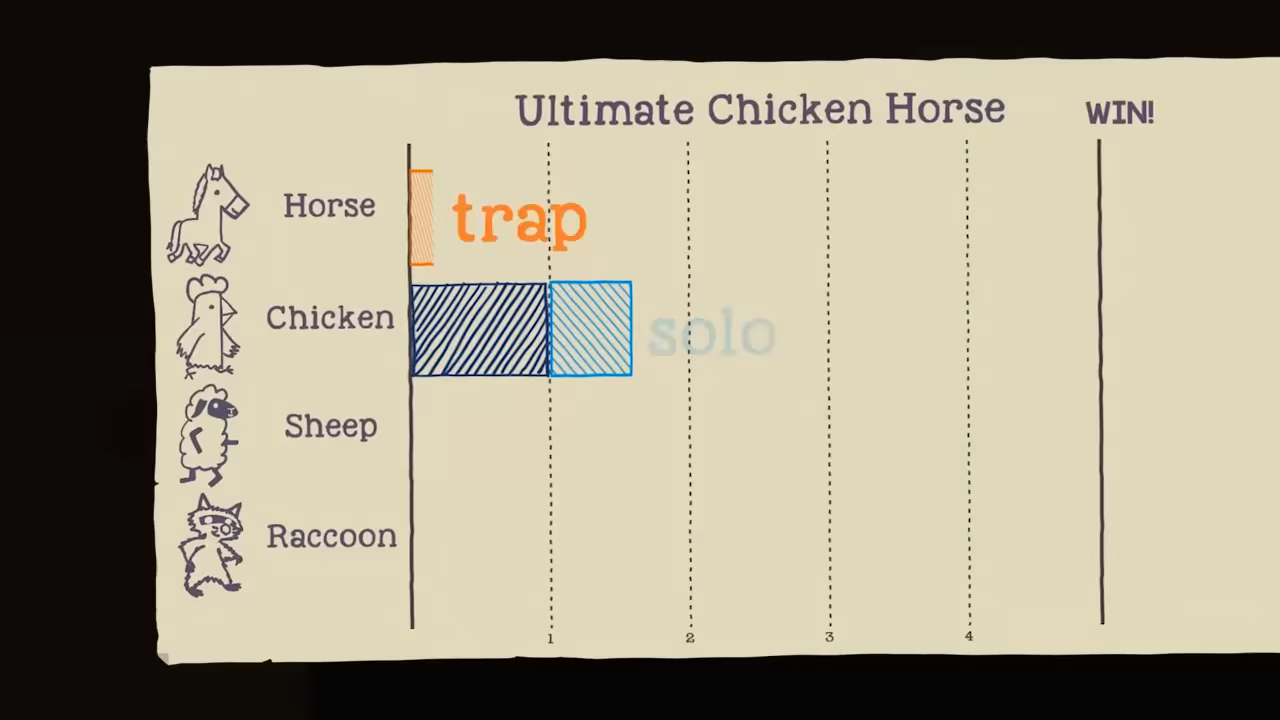 Ultimate Chicken Horse
WIN!
Horse
trap
Chicken
solo
Sheep
Raccoon
1 2 3 4